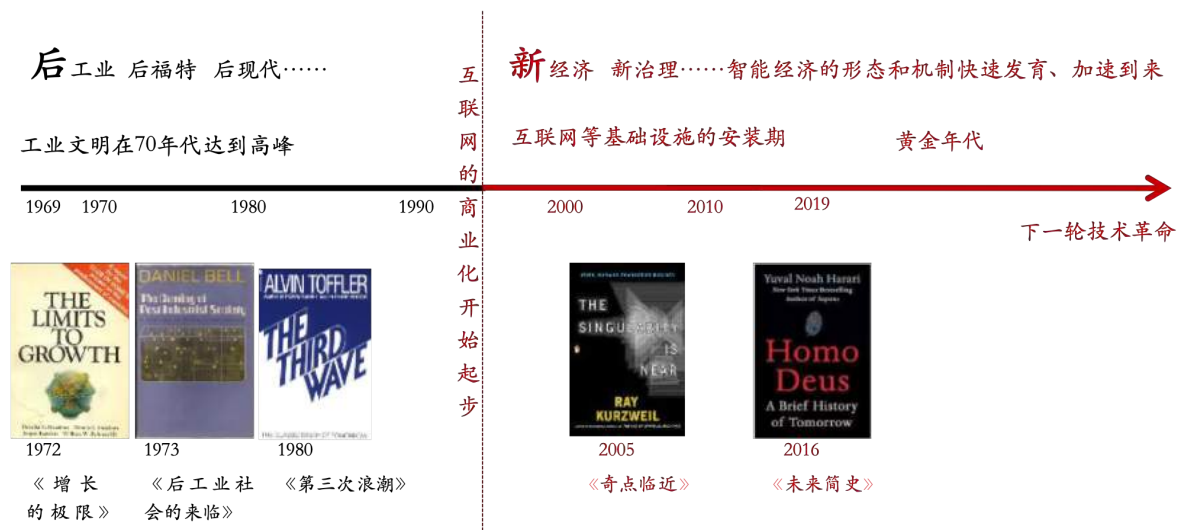 后工业 后福特 后现代……
工业文明在70年代达到高峰
互联网的商业化开始起步
新经济 新治理……智能经济的形态和机制快速发育、加速到来
互联网等基础设施的安装期
黄金年代
1969 1970 1980 1990 2000 2010 2019
下一轮技术革命
THE
LIMITS
TO
GROWTH
1972
《增长
的极限》
DANIEL BELL
The Coming of
Post-Industrial Society
1973
《后工业社
会的来临》
ALVIN TOFFLER
THE
THIRD
WAVE
1980
《第三次浪潮》
THE
SINGULARITY
IS
NEAR
RAY
KURZWEIL
2005
《奇点临近》
Yuval Noah Harari
New York Times Bestselling
Author of Sapiens
Homo
Deus
A Brief History
of Tomorrow
2016
《未来简史》